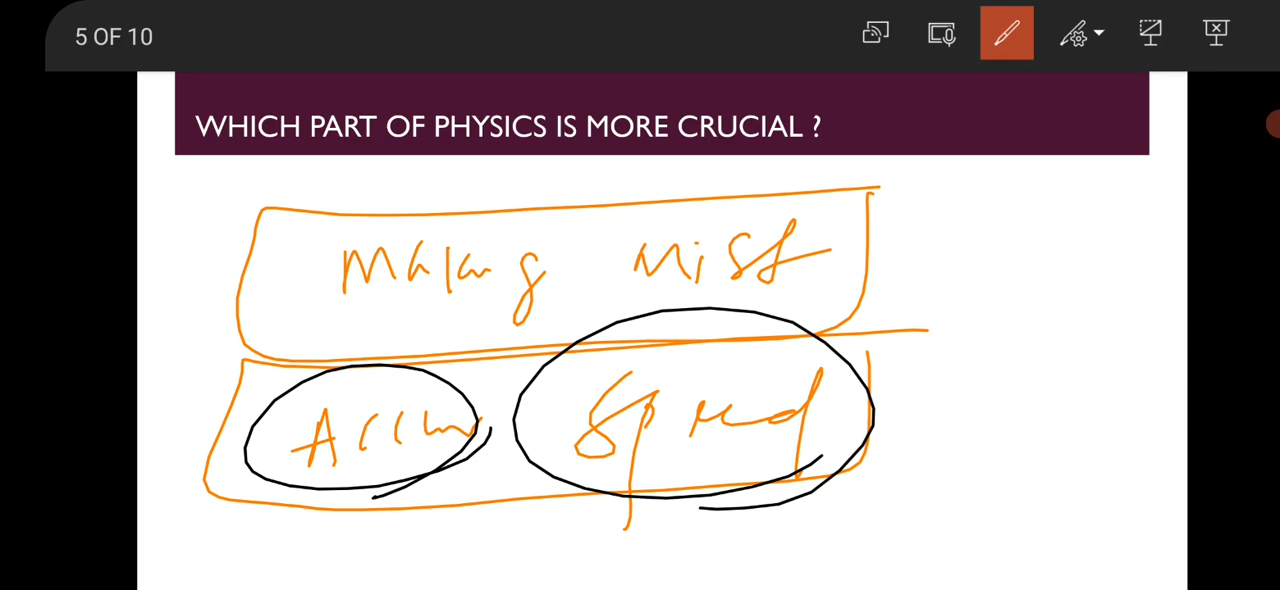 5 OF 10
WHICH PART OF PHYSICS IS MORE CRUCIAL ?
Making Mist
Accu Speed